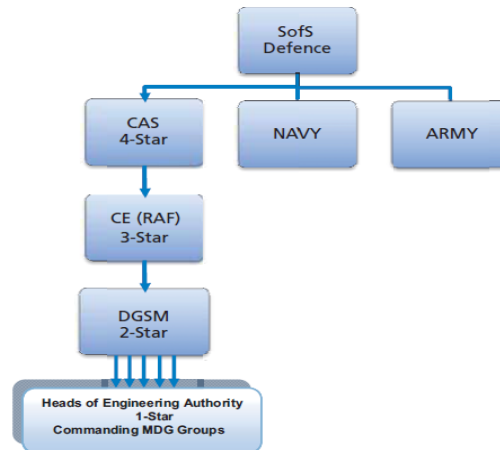 SofS
Defence
CAS
4-Star
NAVY
ARMY
CE (RAF)
3-Star
DGSM
2-Star
Heads of Engineering Authority
1-Star
Commanding MDG Groups